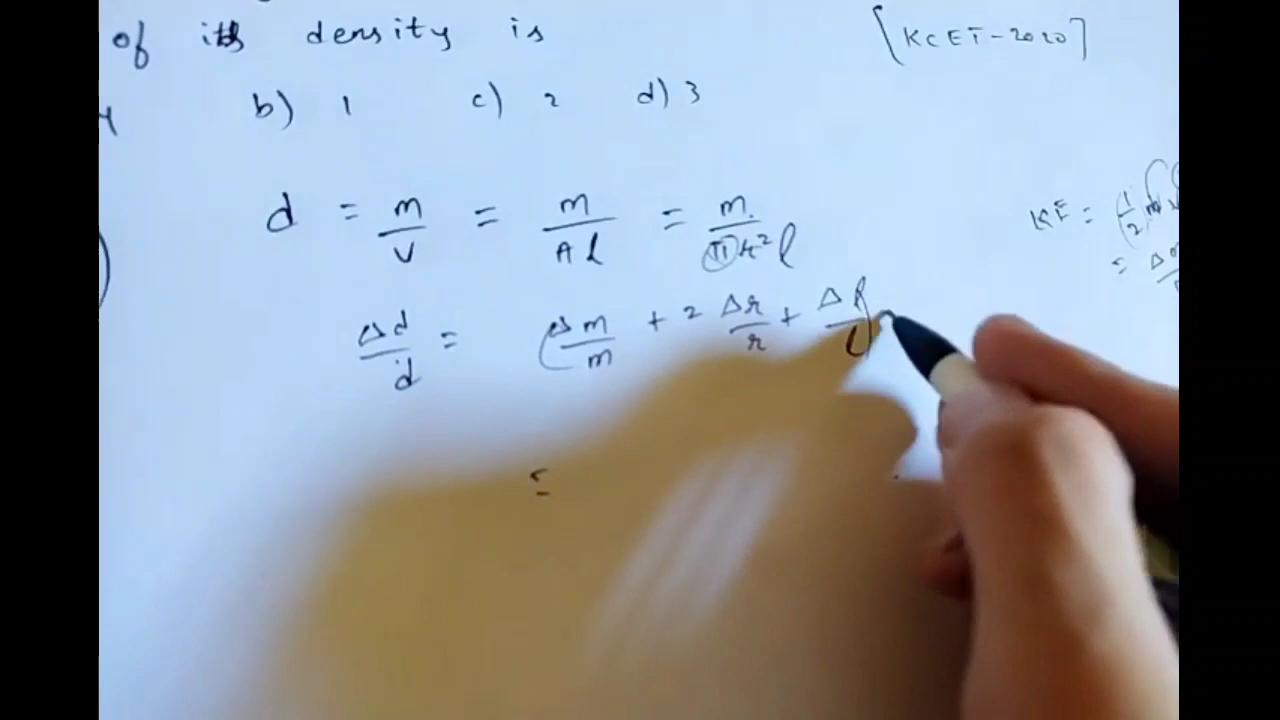 of its density is [KCET-2020]
b) 1 c) 2 d) 3
d = m/V = m/Al = m/πr²l
Δd/d = Δm/m + 2 Δr/r + Δl/l
=
KE = (1/2 m
= Δ